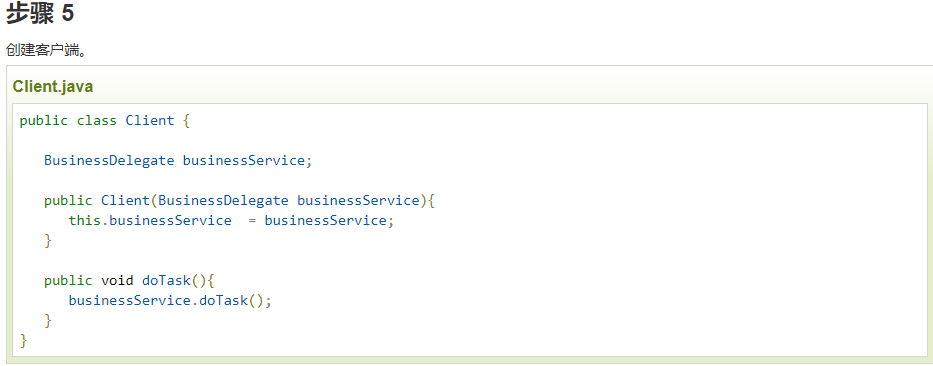 步骤 5
创建客户端。
Client.java
public class Client {
BusinessDelegate businessService;
public Client(BusinessDelegate businessService){
this.businessService  = businessService;
}
public void doTask(){
businessService.doTask();
}
}